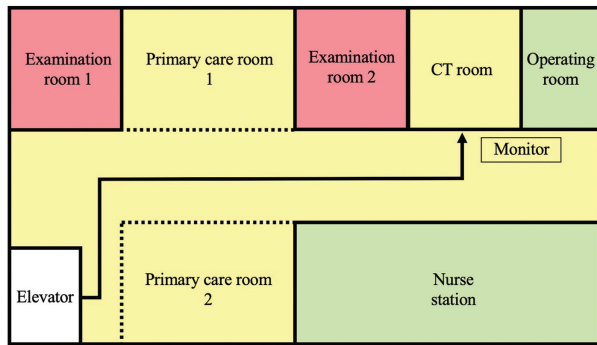 Examination
room 1
Primary care room
1
Examination
room 2
CT room
Operating
room
Monitor
Elevator
Primary care room
2
Nurse
station